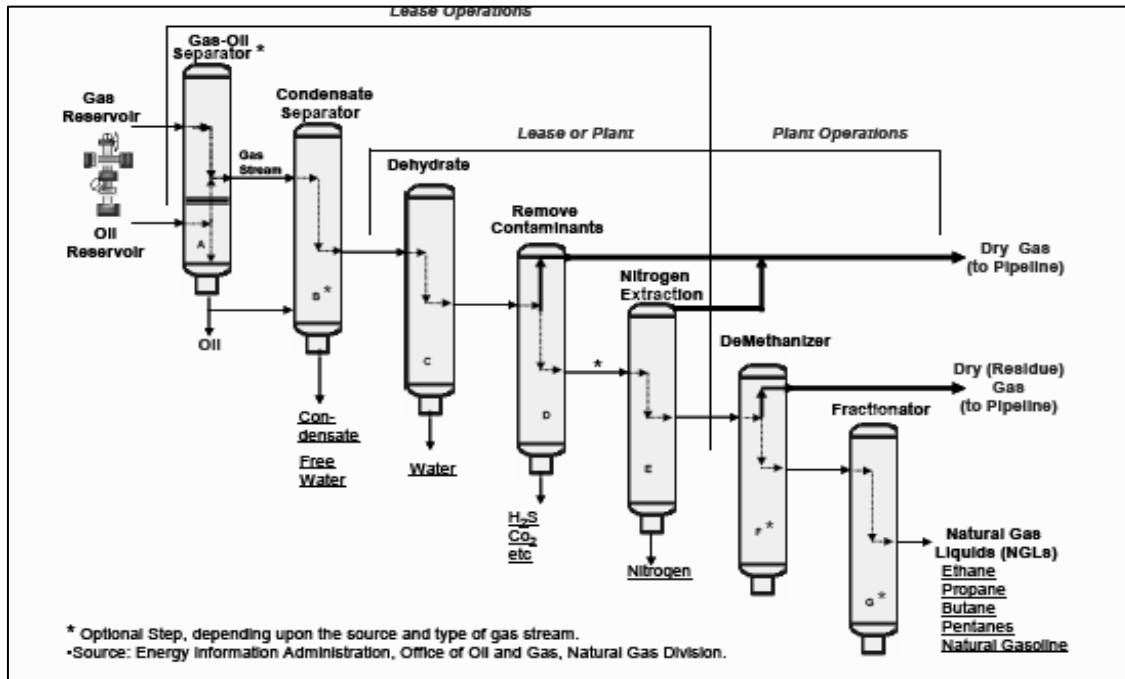 Lease Operations
Gas-Oil
Separator *
Gas
Reservoir
Condensate
Separator
Lease or Plant
Plant Operations
Gas
Stream
Dehydrate
Oil
Reservoir
Remove
Contaminants
Dry Gas
(to Pipeline)
Nitrogen
Extraction
A
B *
Oil
DeMethanizer
C
*
Dry (Residue)
Gas
(to Pipeline)
Fractionator
D
Con-
densate
Free
Water
Water
E
H2S
Co2
etc
F *
Nitrogen
G *
Natural Gas
Liquids (NGLs)
Ethane
Propane
Butane
Pentanes
Natural Gasoline
* Optional Step, depending upon the source and type of gas stream.
•Source: Energy Information Administration, Office of Oil and Gas, Natural Gas Division.